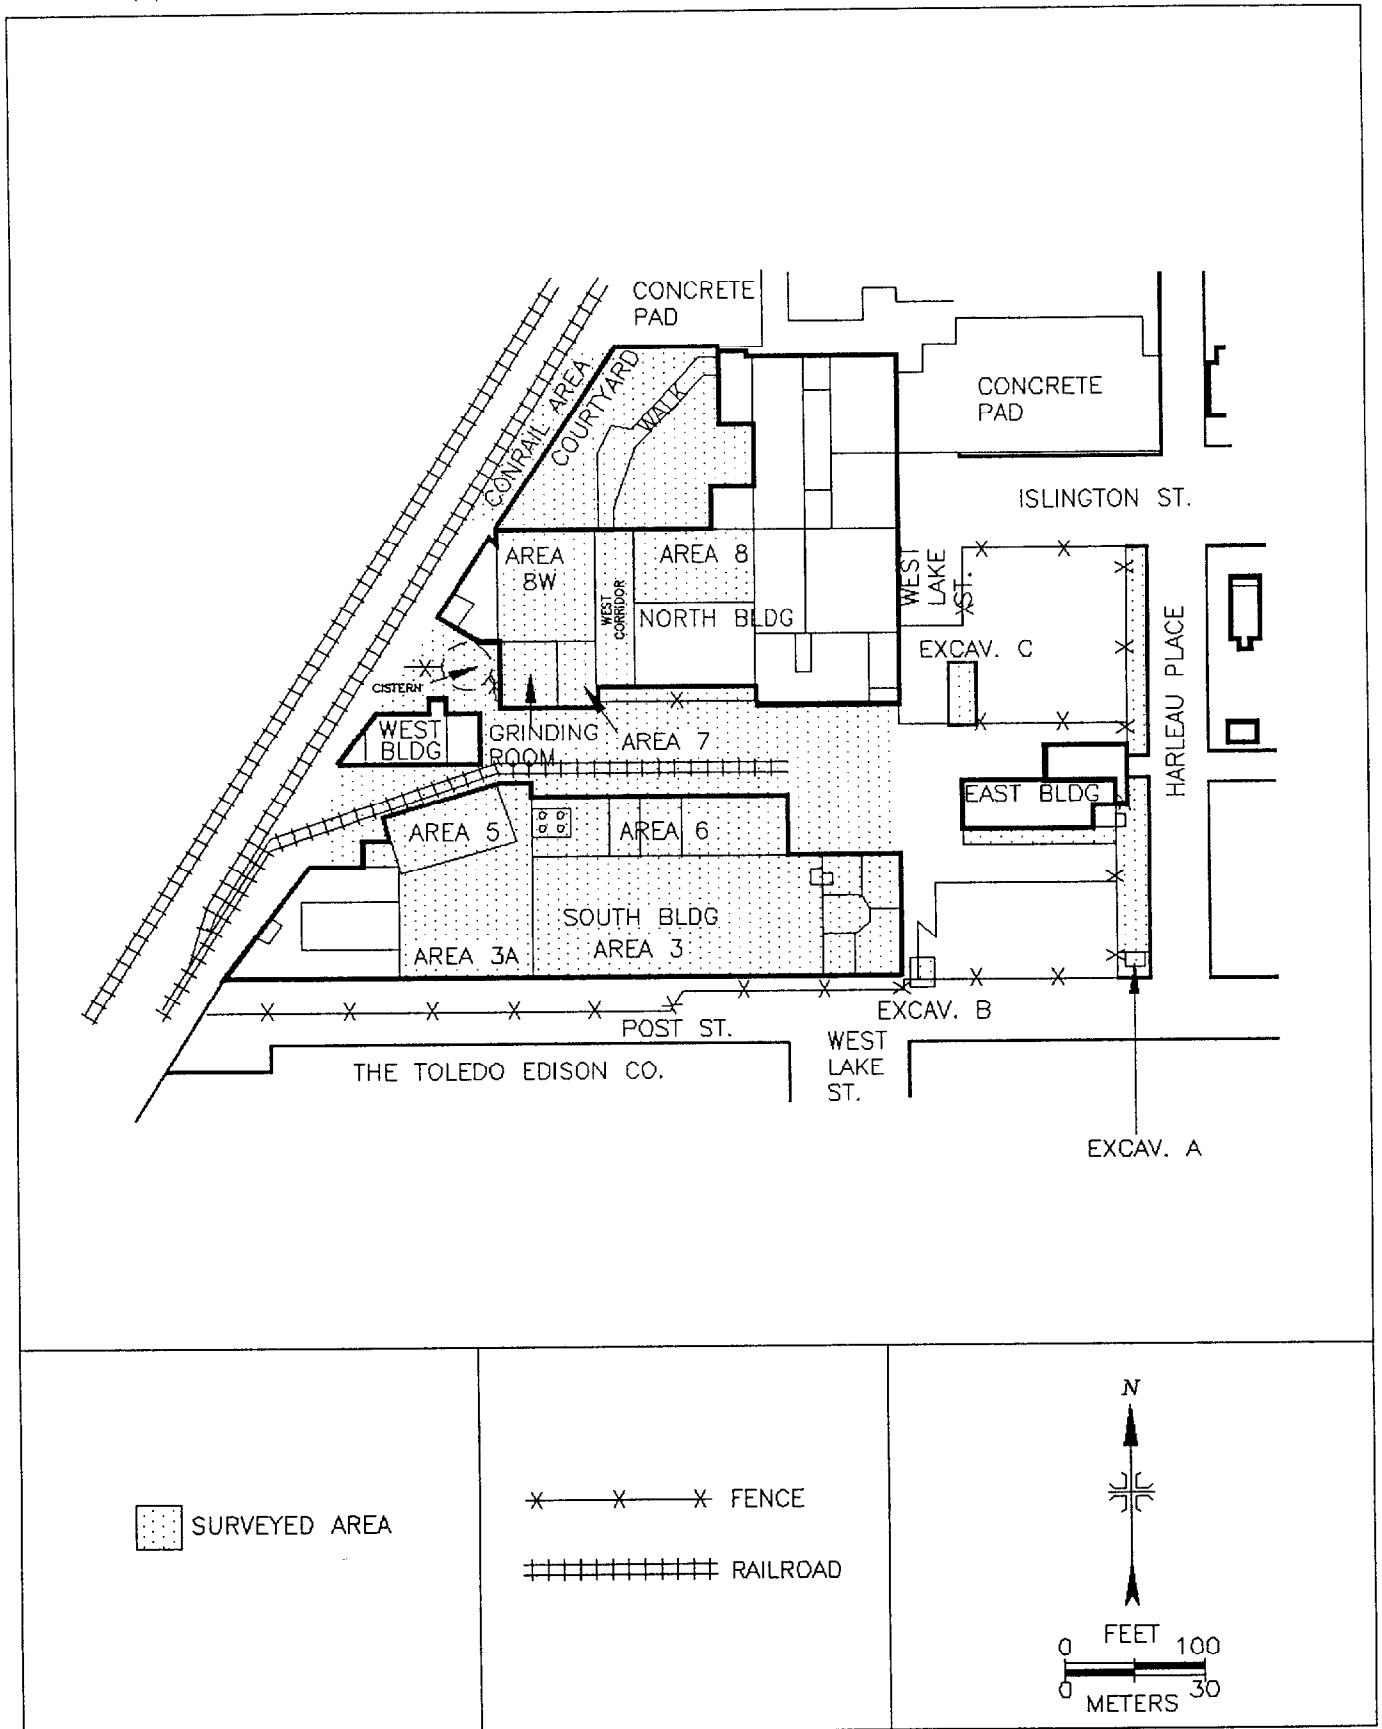 CONCRETE
PAD
CONRAIL AREA
COURTYARD
WALK
CONCRETE
PAD
ISLINGTON ST.
AREA
8W
WEST
CORRIDOR
AREA 8
NORTH BLDG
WEST
LAKE
ST.
HARLEAU PLACE
EXCAV. C
CISTERN
WEST
BLDG
GRINDING
ROOM
AREA 7
EAST BLDG
AREA 5
AREA 6
SOUTH BLDG
AREA 3
AREA 3A
EXCAV. B
POST ST.
WEST
LAKE
ST.
THE TOLEDO EDISON CO.
EXCAV. A
SURVEYED AREA
FENCE
RAILROAD
N
FEET
0 100
0 30
METERS